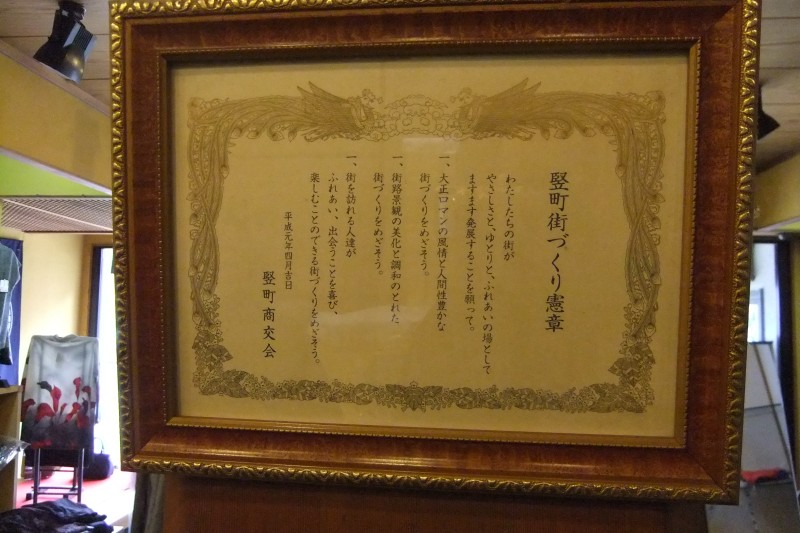 竪町街づくり憲章
わたしたちの街が
やさしさと、ゆとりと、ふれあいの場として
ますます発展することを願って。
一、大正ロマンの風情と人間性豊かな
街づくりをめざそう。
一、街路景観の美化と調和のとれた
街づくりをめざそう。
一、街を訪れる人達が
ふれあい、出会うことを喜び、
楽しむことのできる街づくりをめざそう。
平成元年四月吉日
竪町商交会